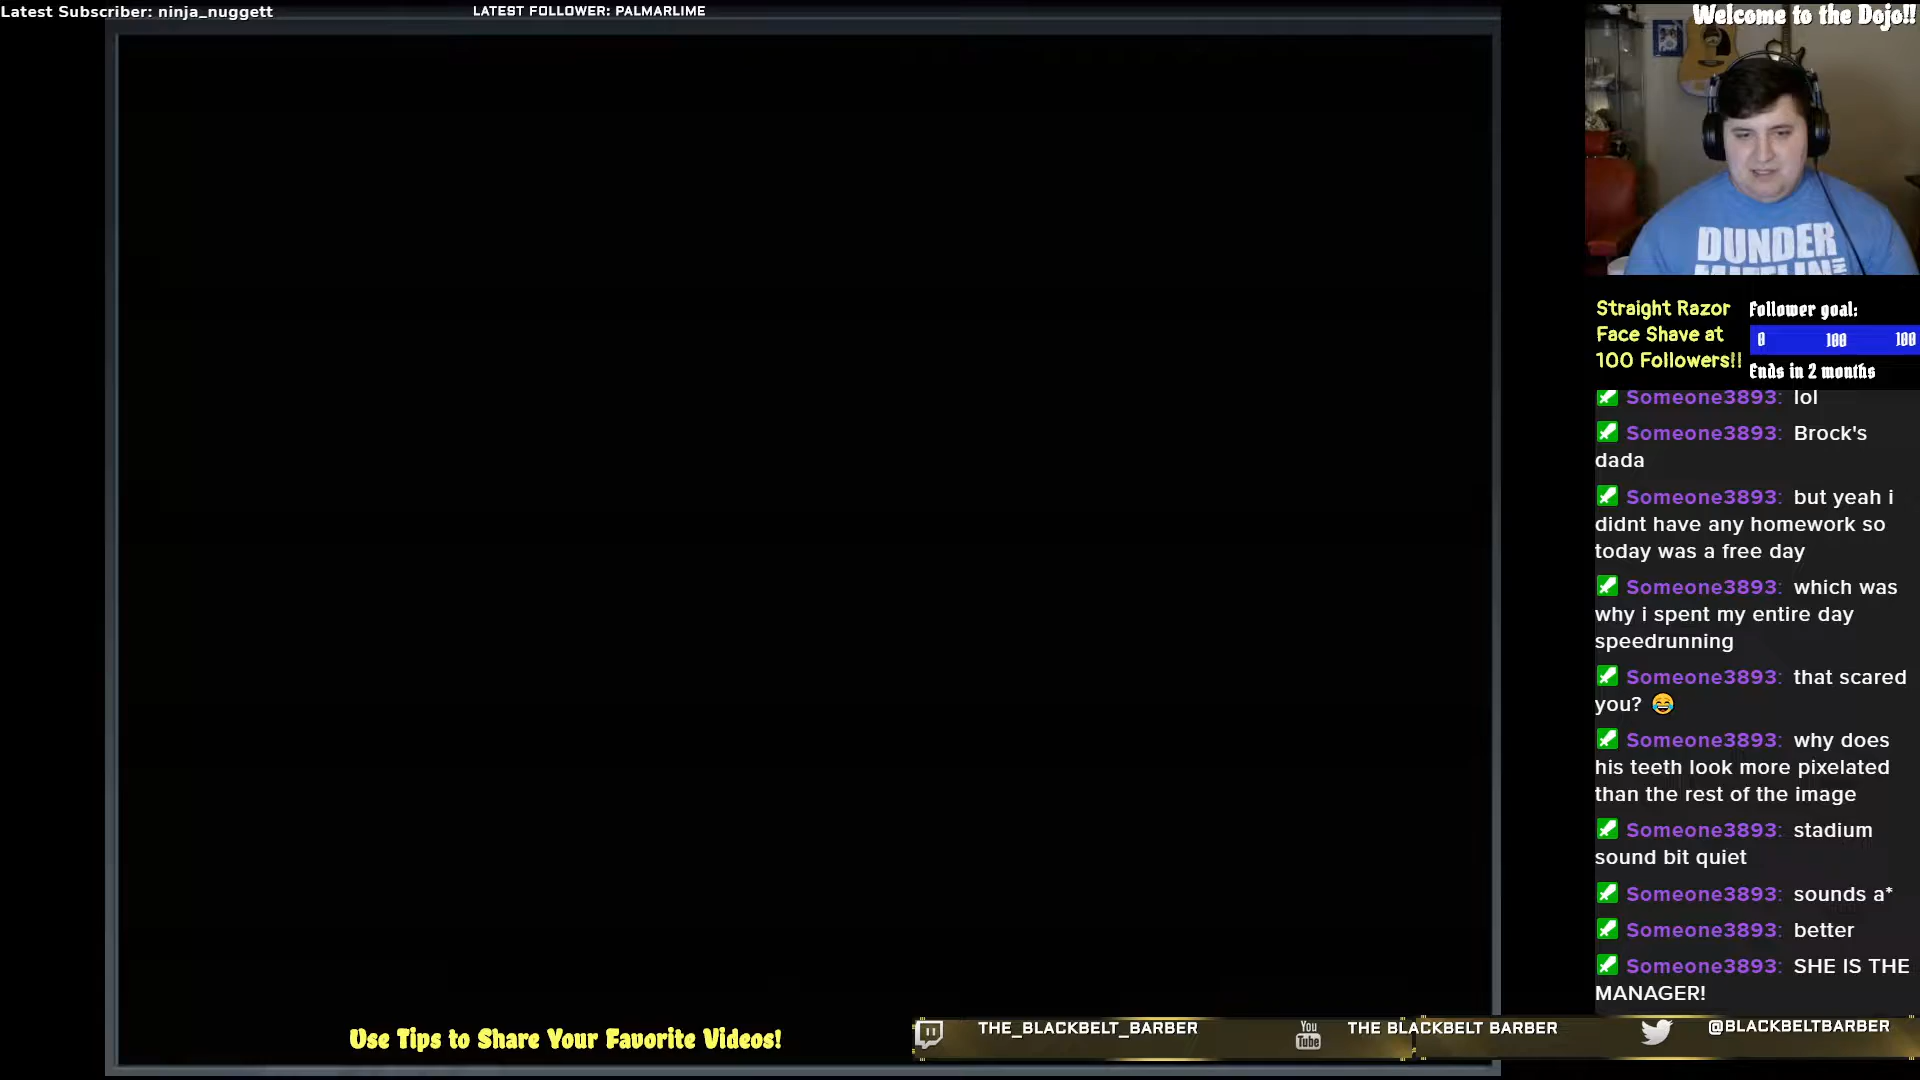 Latest Subscriber: ninja_nuggett
LATEST FOLLOWER: PALMARLIME
Welcome to the Dojo!!
DUNDER
MIFFLIN
IN
Straight Razor
Face Shave at
100 Followers!!
Follower goal:
0 100 100
Ends in 2 months
Someone3893: lol
Someone3893: Brock's
dada
Someone3893: but yeah i
didnt have any homework so
today was a free day
Someone3893: which was
why i spent my entire day
speedrunning
Someone3893: that scared
you? 😂
Someone3893: why does
his teeth look more pixelated
than the rest of the image
Someone3893: stadium
sound bit quiet
Someone3893: sounds a*
Someone3893: better
Someone3893: SHE IS THE
MANAGER!
Use Tips to Share Your Favorite Videos!
THE_BLACKBELT_BARBER
You
Tube
THE BLACKBELT BARBER
@BLACKBELTBARBER